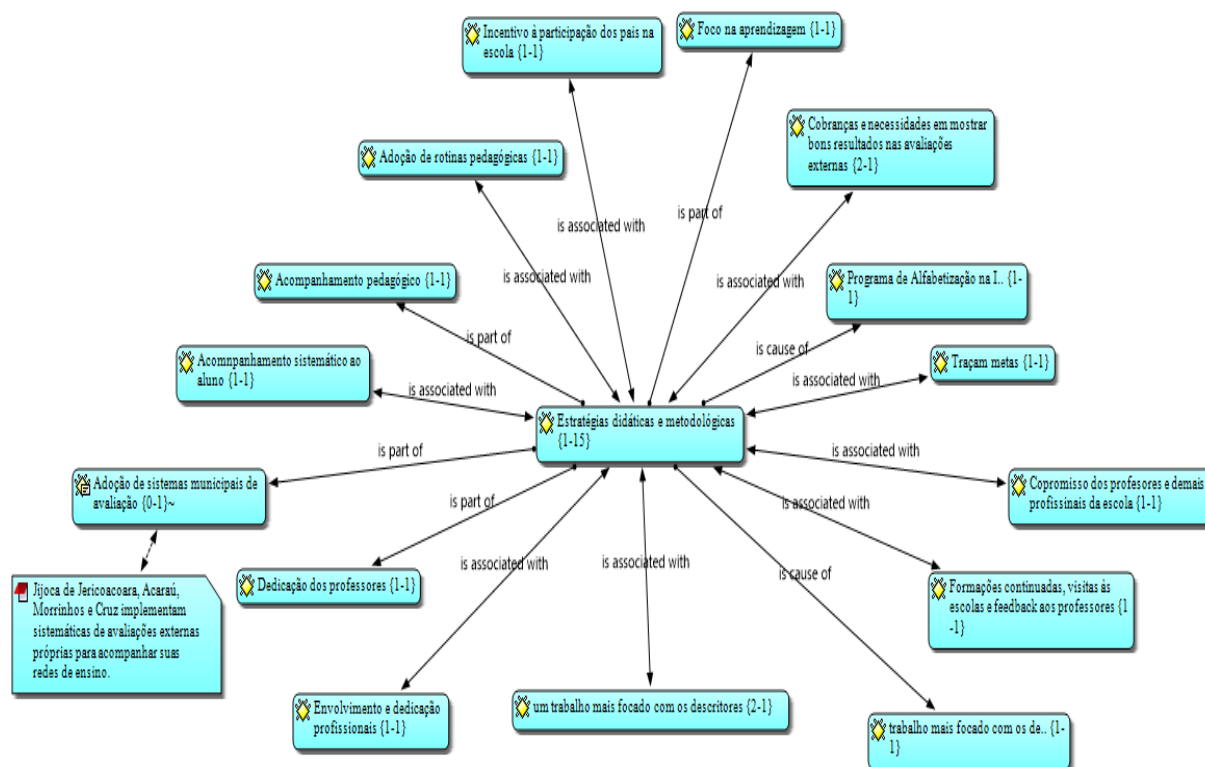 Incentivo à participação dos pais na
escola {1-1}
Foco na aprendizagem {1-1}
Cobranças e necessidades em mostrar
bons resultados nas avaliações
externas {2-1}
Adoção de rotinas pedagógicas {1-1}
is part of
is associated with
is associated with
is associated with
Acompanhamento pedagógico {1-1}
Programa de Alfabetização na I.. {1-
1}
is part of
is cause of
Acomnpanhamento sistemático ao
aluno {1-1}
Traçam metas {1-1}
is associated with
is associated with
Estratégias didáticas e metodológicas
{1-15}
is part of
is associated with
Adoção de sistemas municipais de
avaliação {0-1}~
Copromisso dos profesores e demais
profissinais da escola {1-1}
is part of
is associated with
is associated with
is associated with
is cause of
Jijoca de Jericoacoara, Acaraú,
Morrinhos e Cruz implementam
sistemáticas de avaliações externas
próprias para acompanhar suas
redes de ensino.
Dedicação dos professores {1-1}
Formações continuadas, visitas às
escolas e feedback aos professores {1
-1}
Envolvimento e dedicação
profissionais {1-1}
um trabalho mais focado com os descritores {2-1}
trabalho mais focado com os de.. {1-
1}